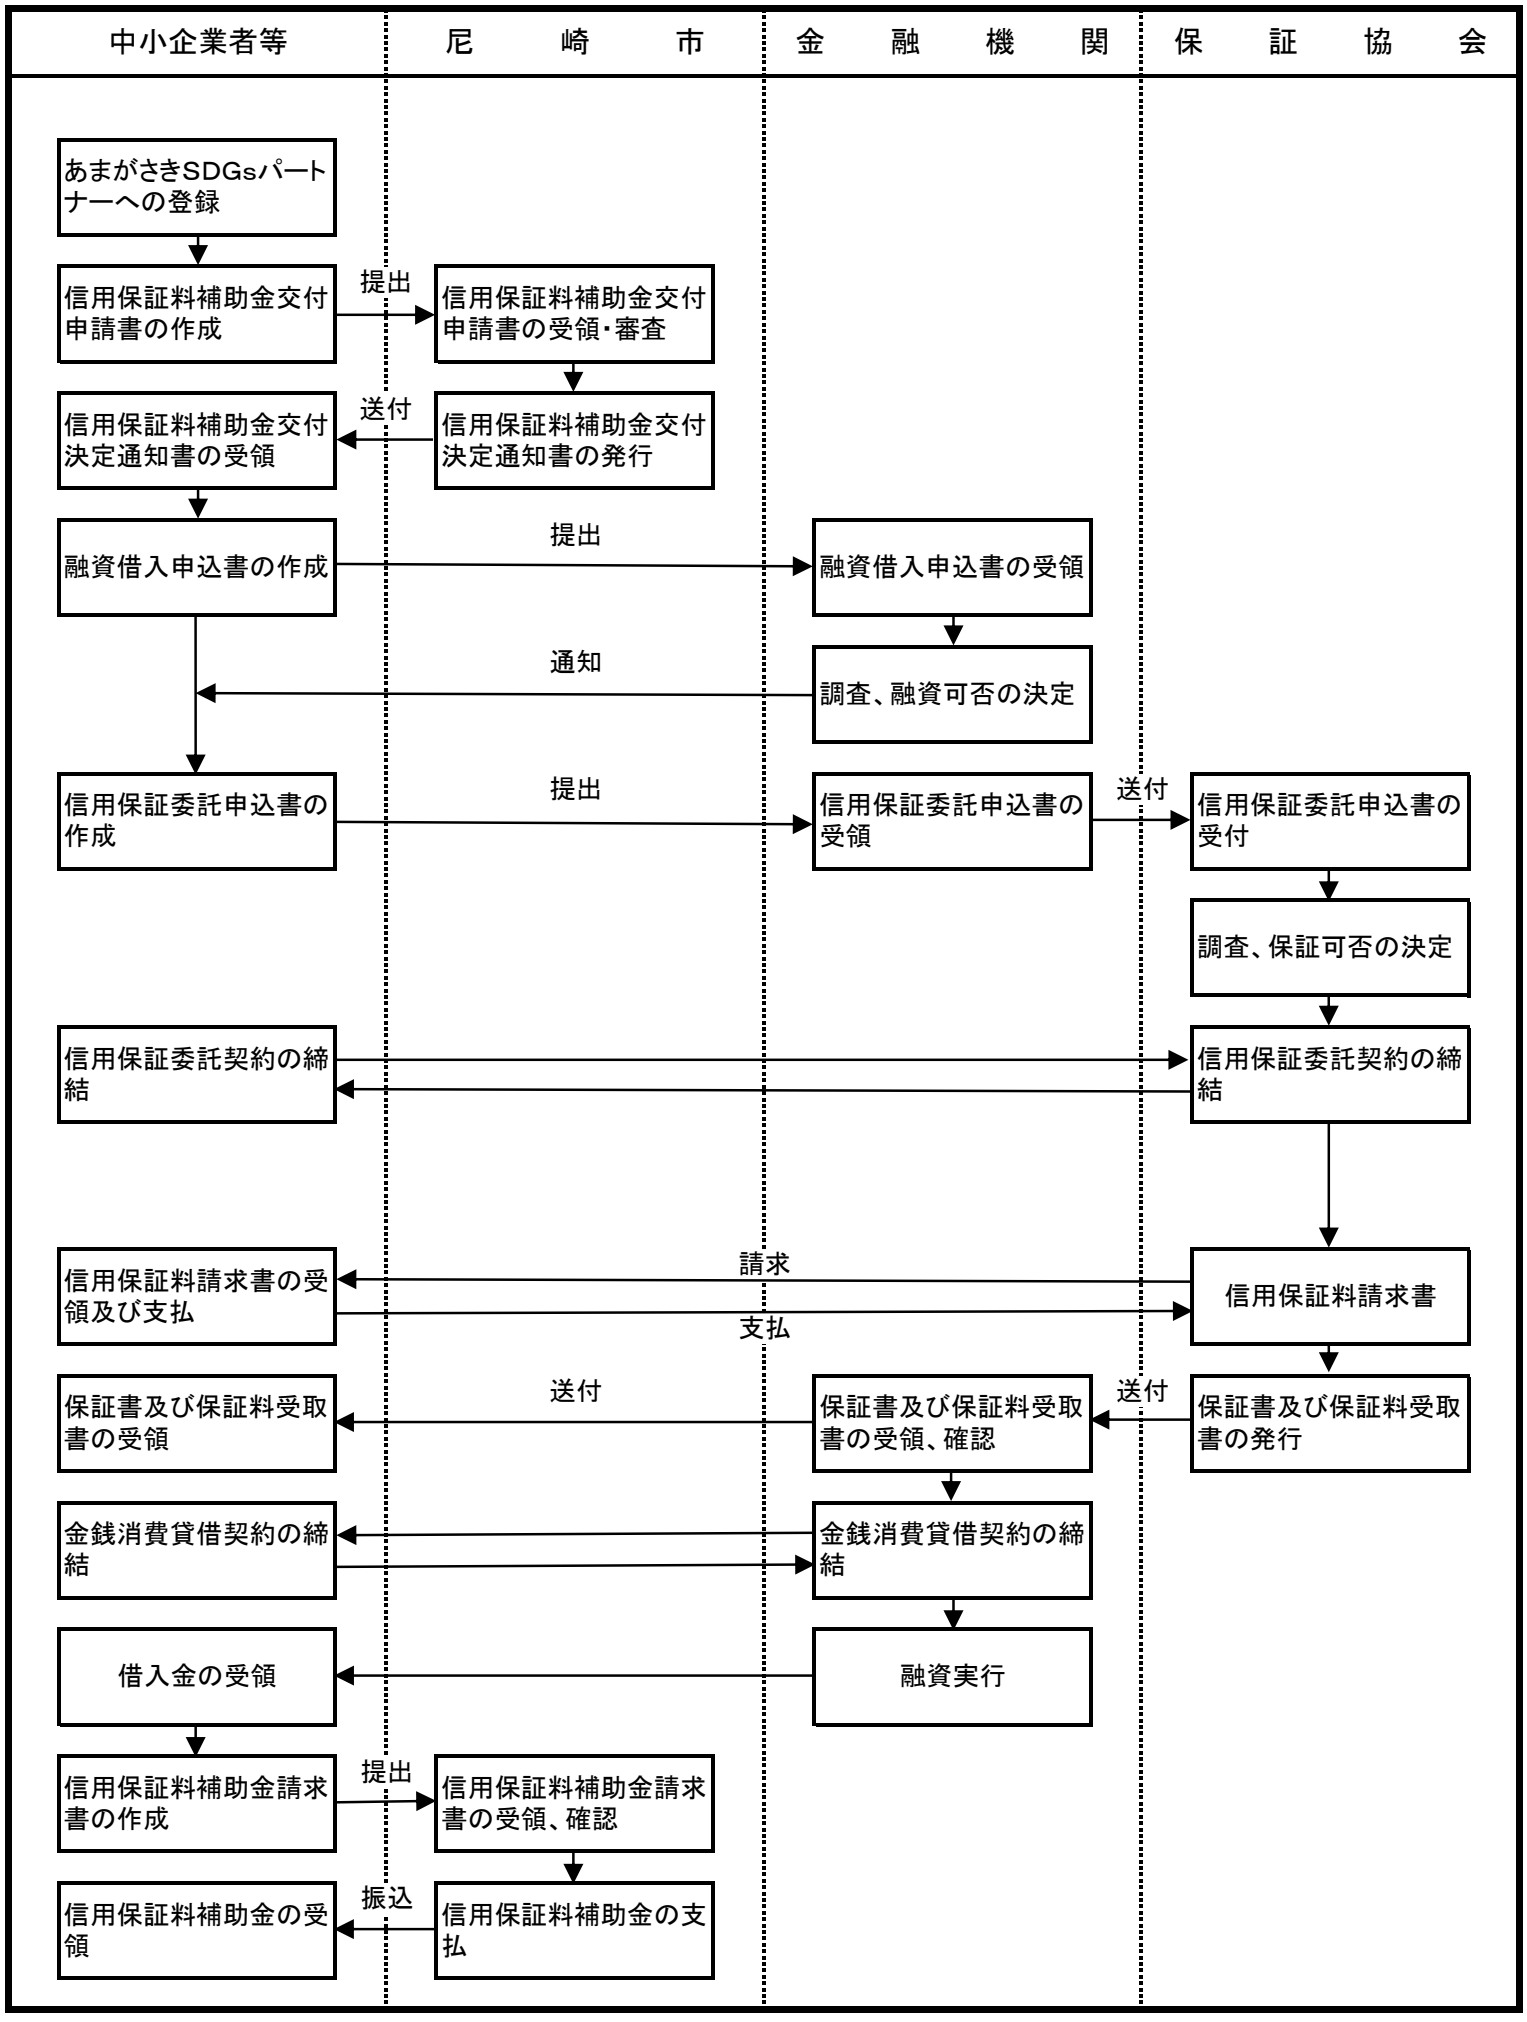 中小企業者等
尼崎市
金融機関
保証協会
あまがさきSDGsパート
ナーへの登録
提出
信用保証料補助金交付
申請書の作成
信用保証料補助金交付
申請書の受領・審査
送付
信用保証料補助金交付
決定通知書の受領
信用保証料補助金交付
決定通知書の発行
提出
融資借入申込書の作成
融資借入申込書の受領
通知
調査、融資可否の決定
提出
送付
信用保証委託申込書の
作成
信用保証委託申込書の
受領
信用保証委託申込書の
受付
調査、保証可否の決定
信用保証委託契約の締
結
信用保証委託契約の締
結
請求
信用保証料請求書の受
領及び支払
信用保証料請求書
支払
送付
送付
保証書及び保証料受取
書の受領
保証書及び保証料受取
書の受領、確認
保証書及び保証料受取
書の発行
金銭消費貸借契約の締
結
金銭消費貸借契約の締
結
借入金の受領
融資実行
提出
信用保証料補助金請求
書の作成
信用保証料補助金請求
書の受領、確認
振込
信用保証料補助金の受
領
信用保証料補助金の支
払